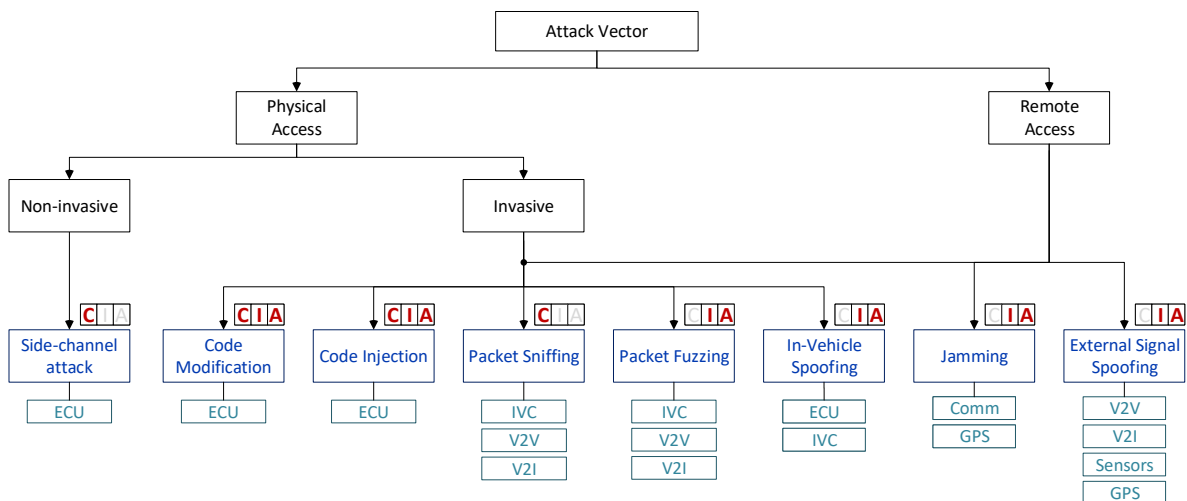 Attack Vector
Physical
Access
Remote
Access
Non-invasive
Invasive
C I A
C I A
C I A
C I A
C I A
C I A
C I A
C I A
Side-channel
attack
Code
Modification
Code Injection
Packet Sniffing
Packet Fuzzing
In-Vehicle
Spoofing
Jamming
External Signal
Spoofing
ECU
ECU
ECU
IVC
V2V
V2I
IVC
V2V
V2I
ECU
IVC
Comm
GPS
V2V
V2I
Sensors
GPS